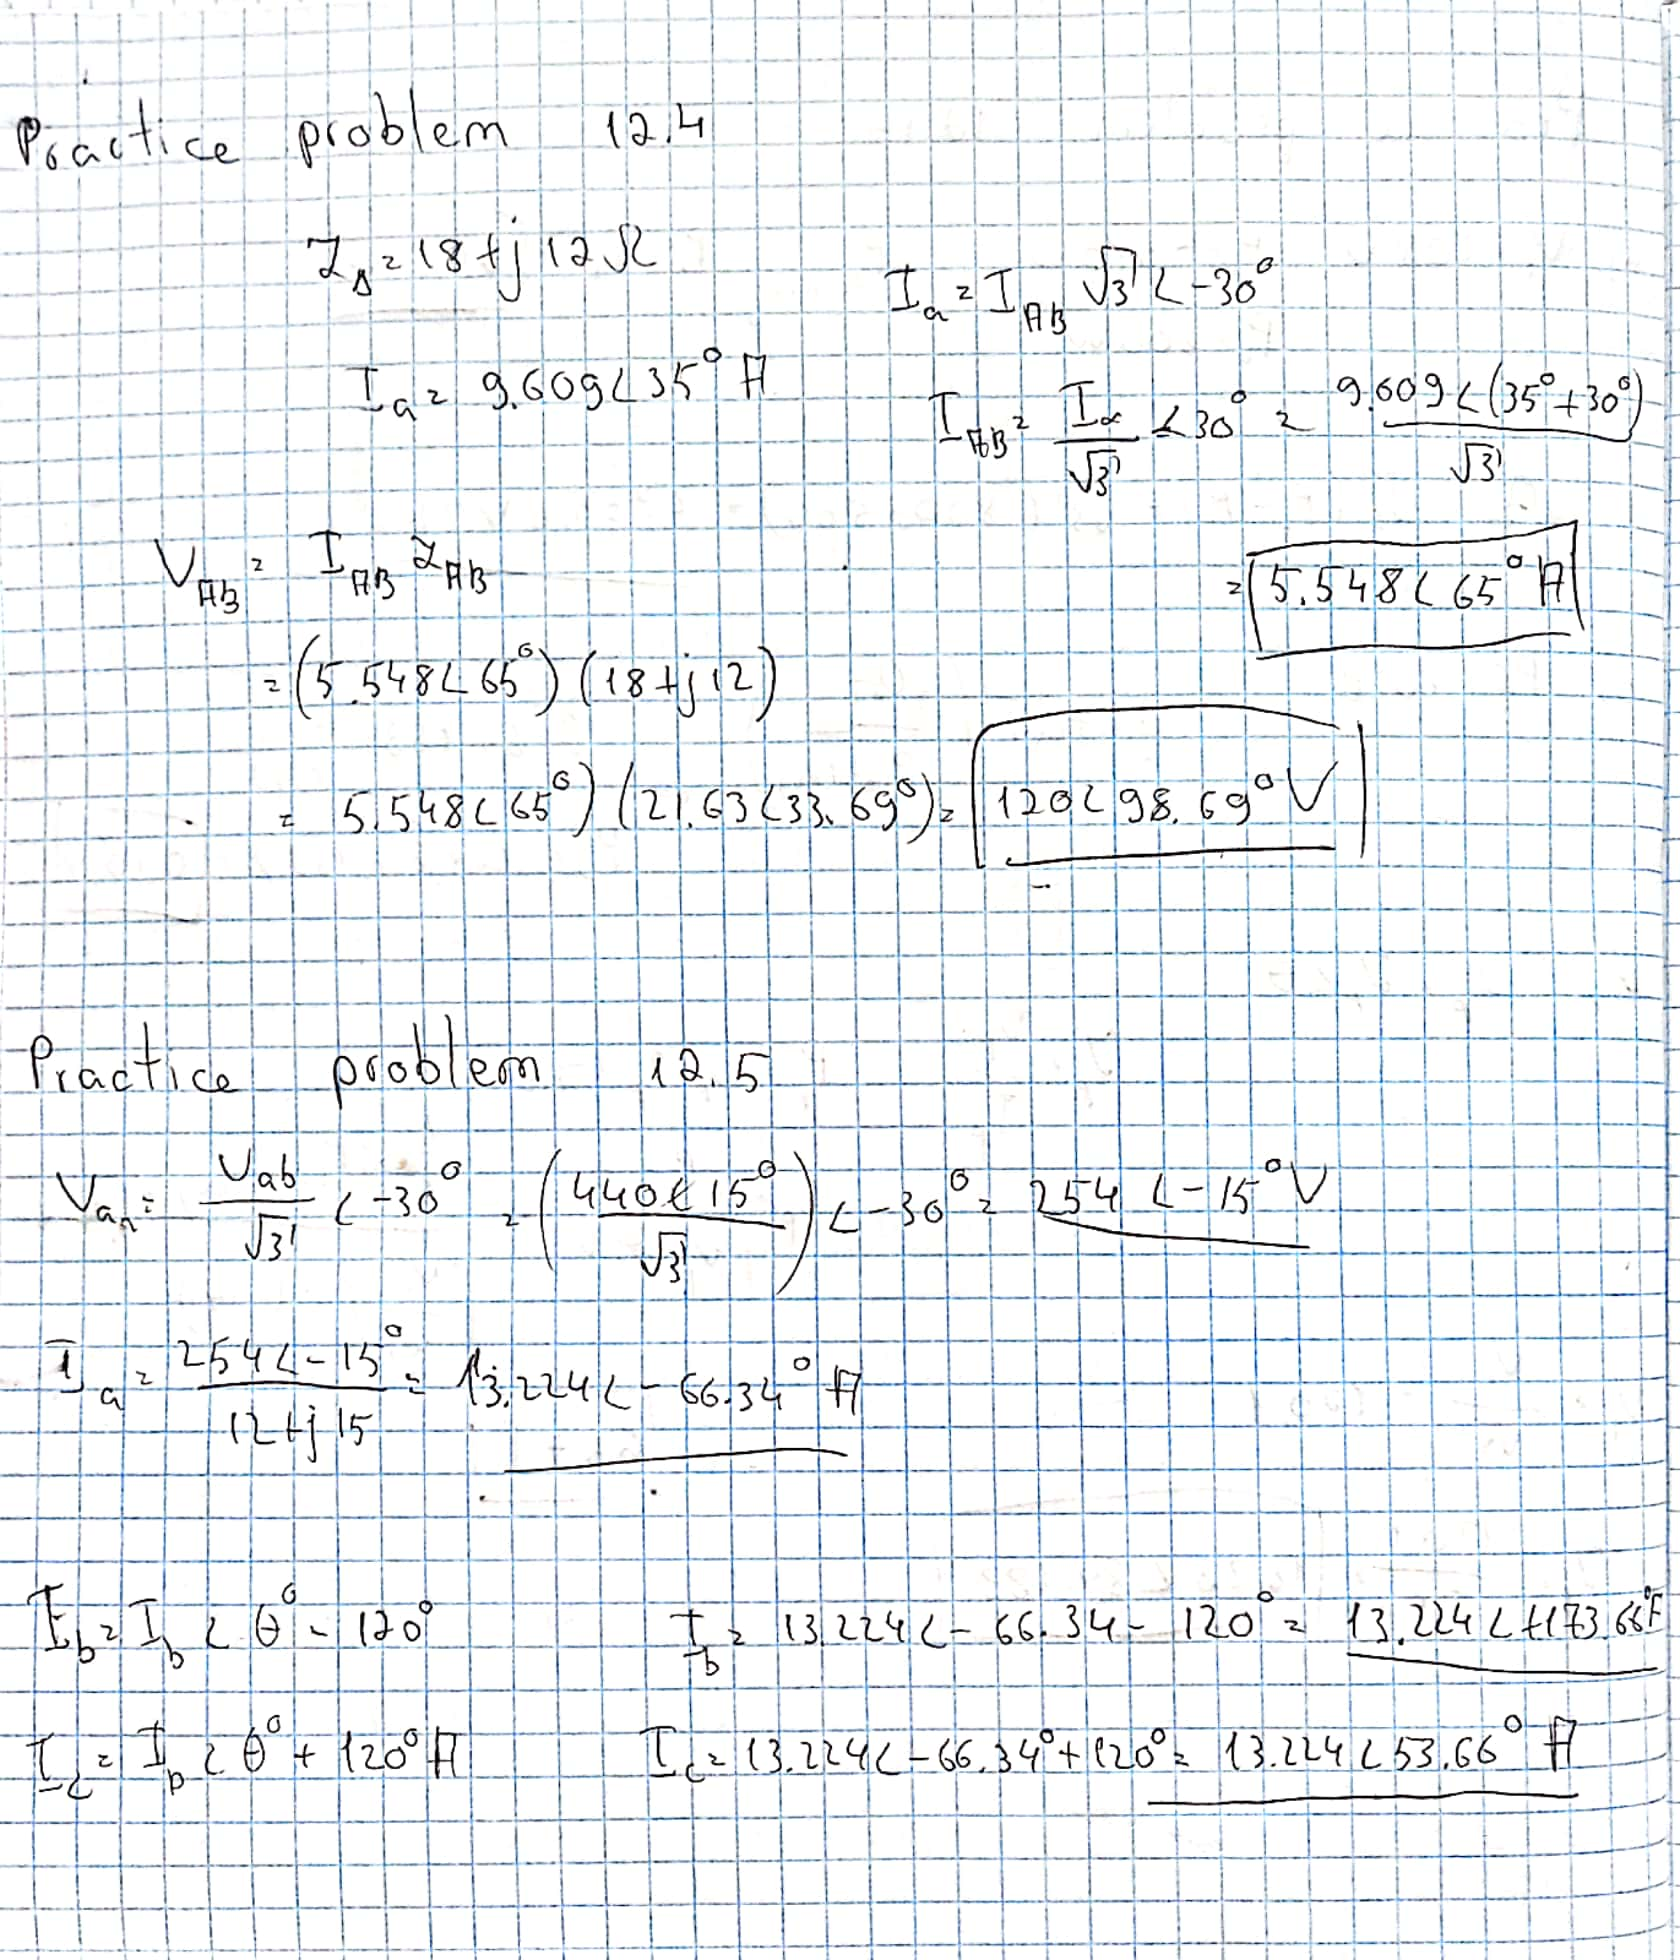 Practice problem 12.4
Z_Δ = 18 + j 12 Ω
I_a = I_AB √3 ∠-30°
I_a = 9.609∠35° A
I_AB = I_a/√3 ∠30° = 9.609∠(35°+30°)/√3
= 5.548∠65° A
V_AB = I_AB Z_AB
= (5.548∠65°) (18 + j 12)
= 5.548∠65°) (21.63∠33.69°) = 120∠98.69° V
Practice problem 12.5
V_an = V_ab/√3 ∠-30° = (440∠15°/√3) ∠-30° = 254∠-15° V
I_a = 254∠-15°/12+j15 = 13.224∠-66.34° A
I_b = I_b ∠θ° - 120°
I_b = 13.224∠-66.34-120° = 13.224∠+173.66° A
I_c = I_b ∠θ° + 120° A
I_c = 13.224∠-66.34°+120° = 13.224∠53.66° A